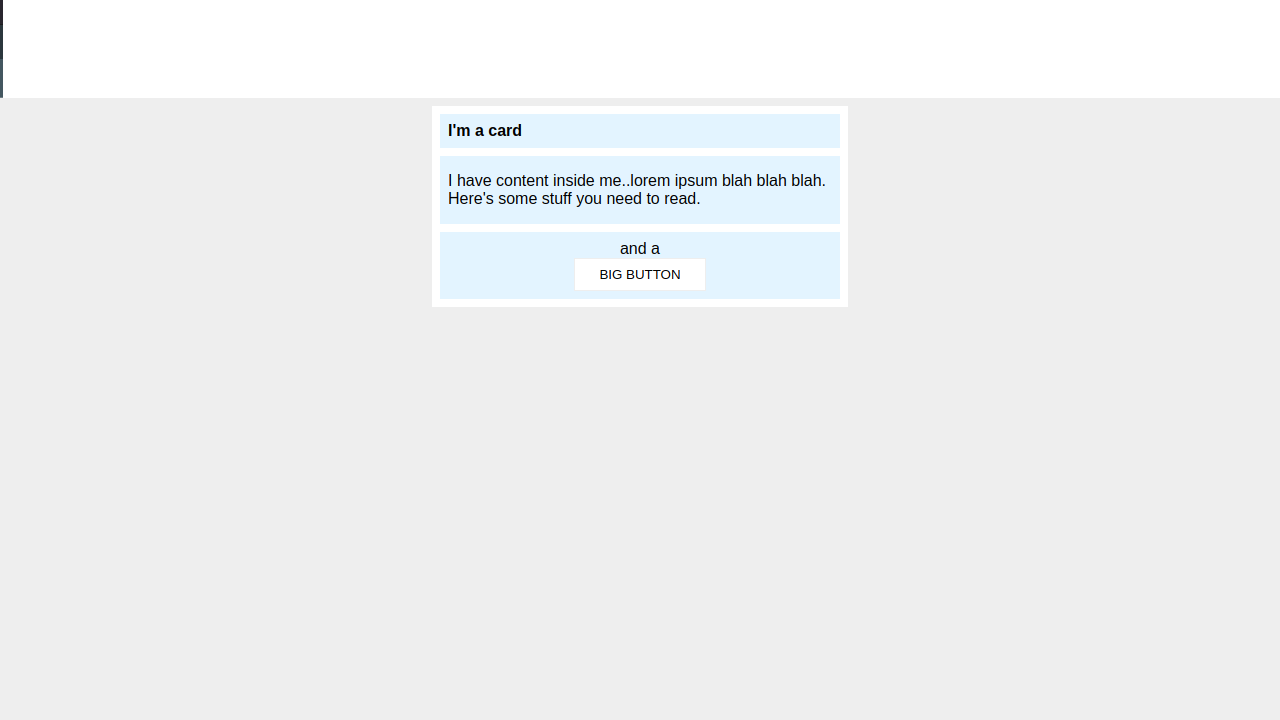 I'm a card
I have content inside me..lorem ipsum blah blah blah.
Here's some stuff you need to read.
and a
BIG BUTTON